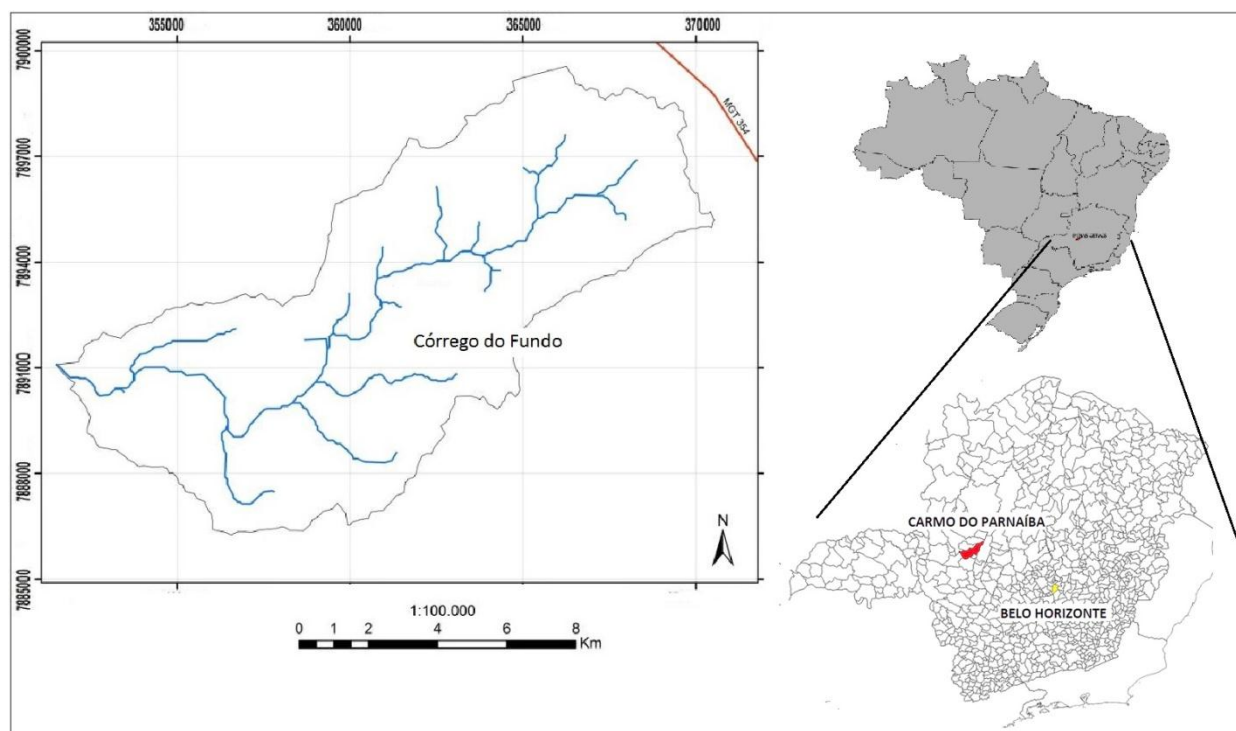 355000 360000 365000 370000
7900000
7897000
7894000
7891000
7888000
7885000
MGT 354
Córrego do Fundo
N
1:100.000
0 1 2 4 6 8
Km
CARMO DO PARNAÍBA
BELO HORIZONTE